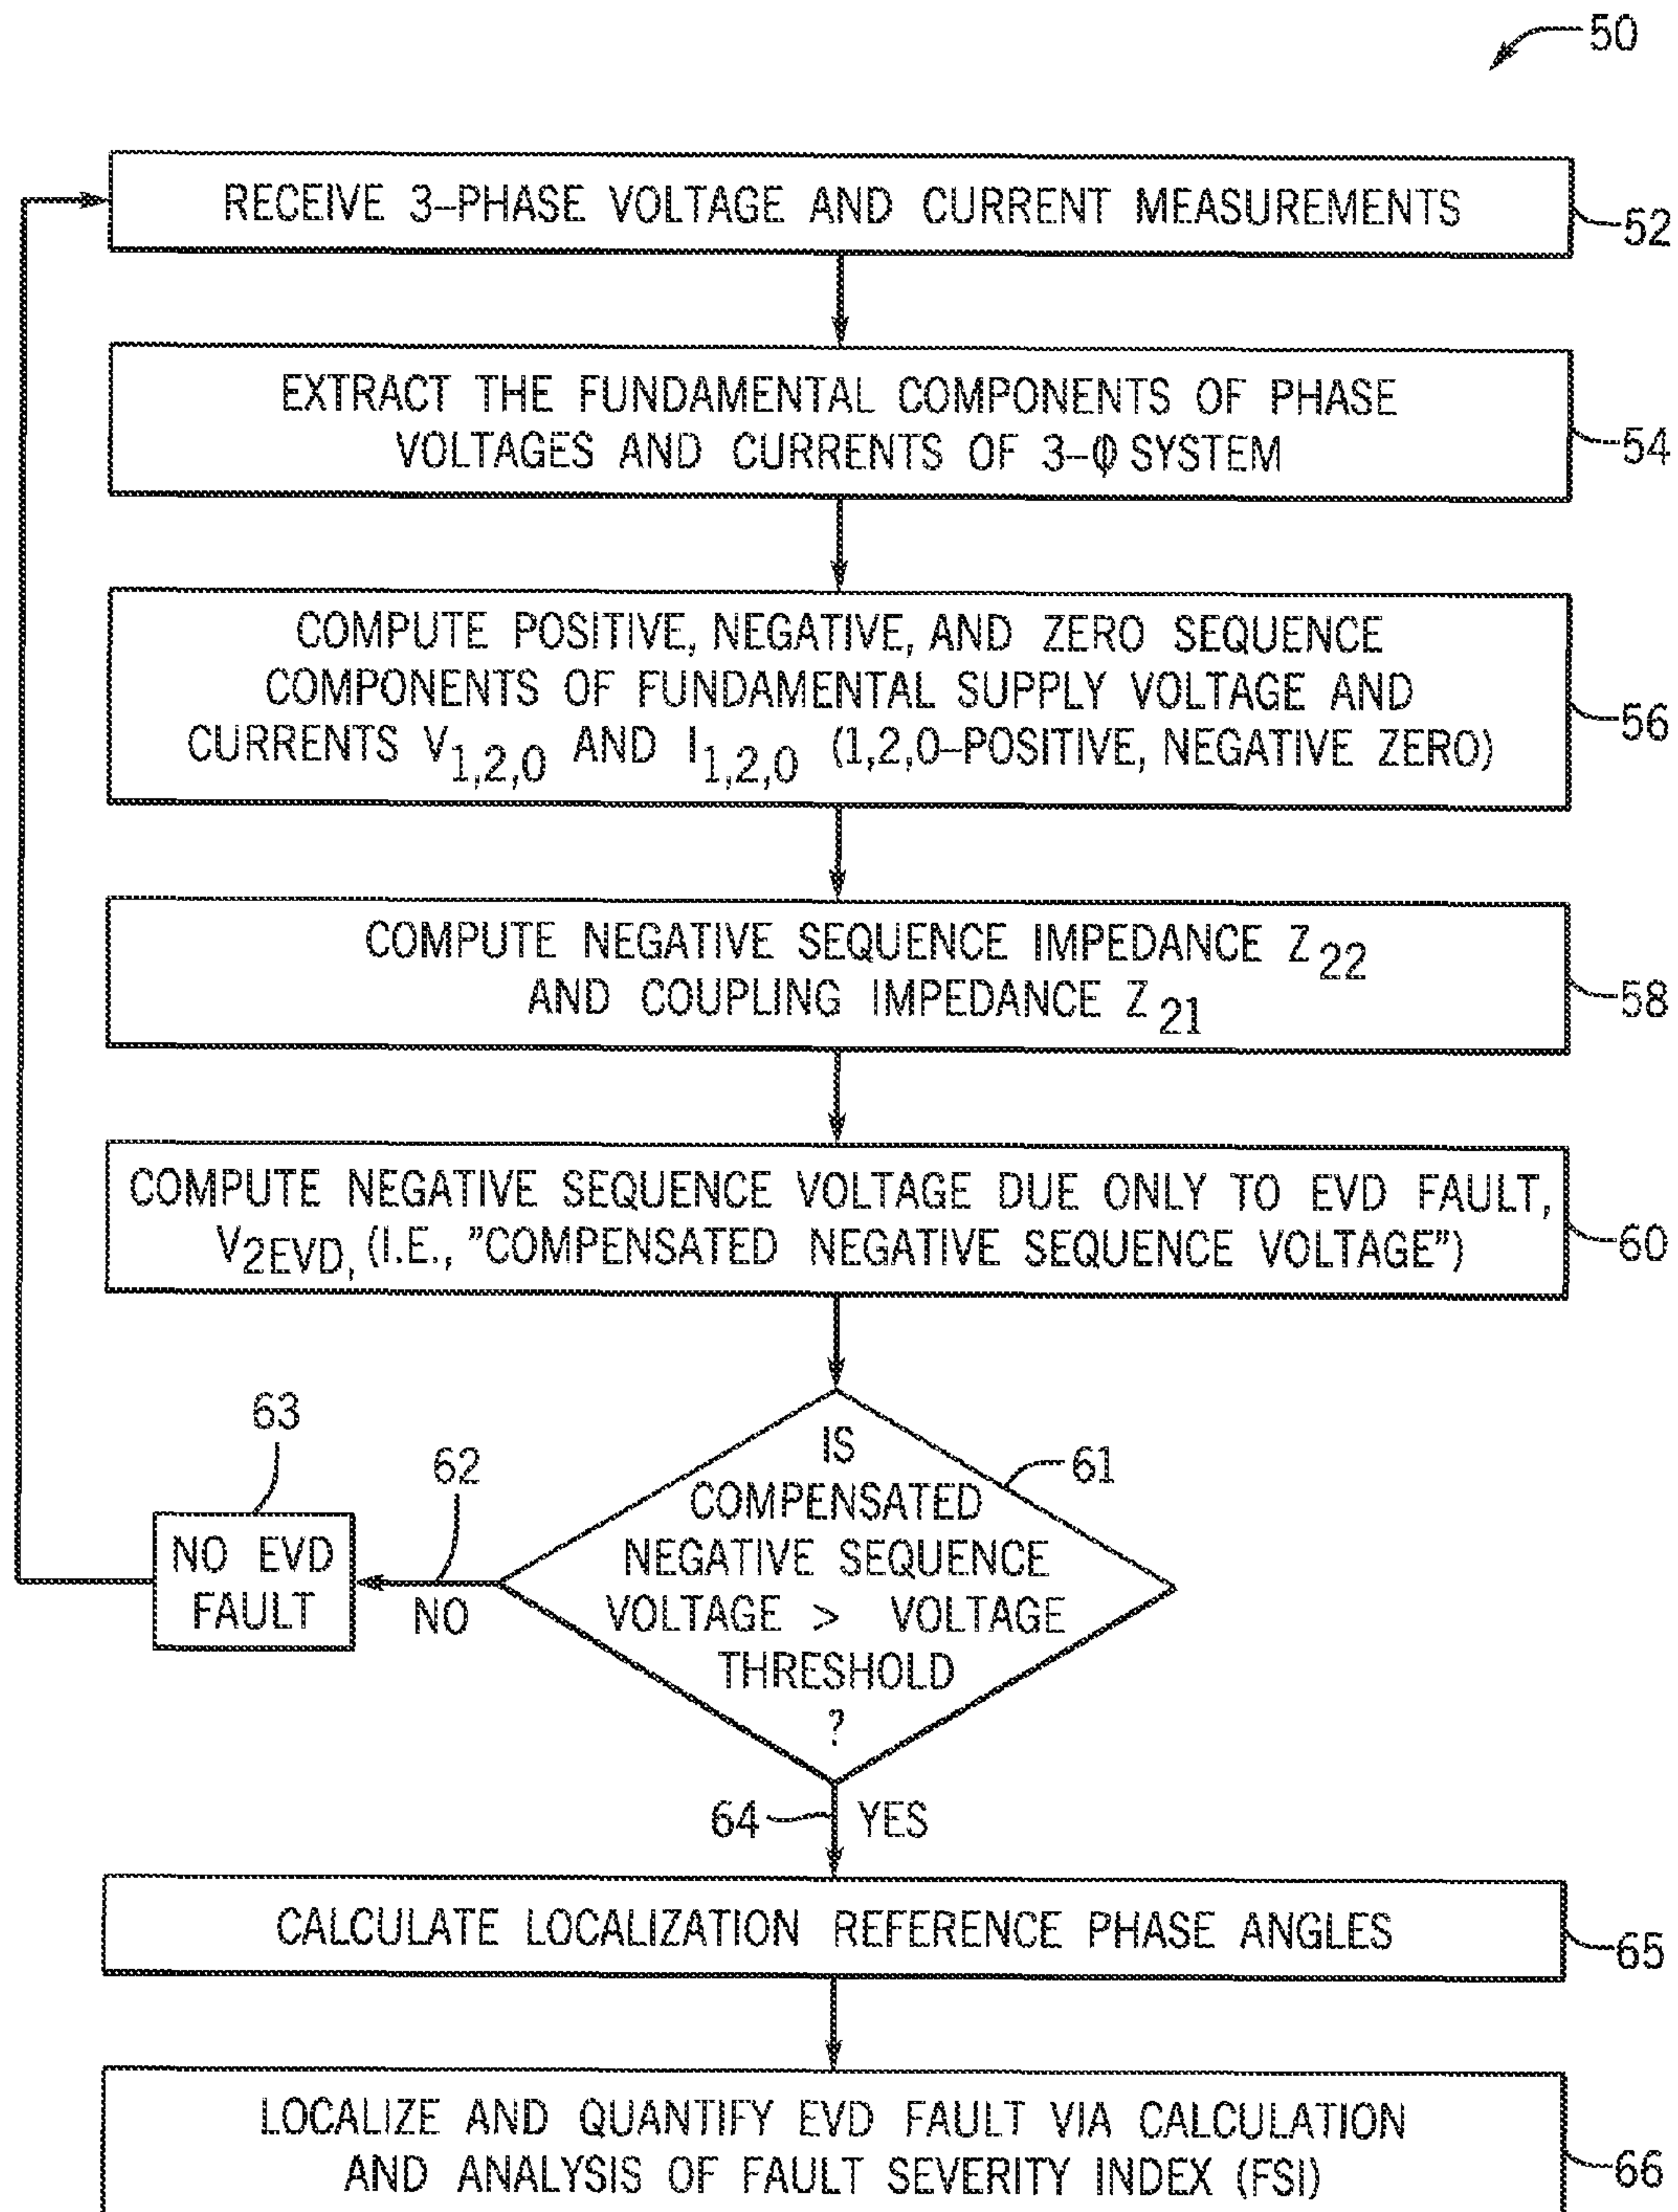 50
RECEIVE 3-PHASE VOLTAGE AND CURRENT MEASUREMENTS
52
EXTRACT THE FUNDAMENTAL COMPONENTS OF PHASE
VOLTAGES AND CURRENTS OF 3-Φ SYSTEM
54
COMPUTE POSITIVE, NEGATIVE, AND ZERO SEQUENCE
COMPONENTS OF FUNDAMENTAL SUPPLY VOLTAGE AND
CURRENTS V1,2,0 AND I1,2,0 (1,2,0-POSITIVE, NEGATIVE ZERO)
56
COMPUTE NEGATIVE SEQUENCE IMPEDANCE Z22
AND COUPLING IMPEDANCE Z21
58
COMPUTE NEGATIVE SEQUENCE VOLTAGE DUE ONLY TO EVD FAULT,
V2EVD, (I.E., "COMPENSATED NEGATIVE SEQUENCE VOLTAGE")
60
IS
COMPENSATED
NEGATIVE SEQUENCE
VOLTAGE > VOLTAGE
THRESHOLD
?
61
62
NO
63
NO EVD
FAULT
64
YES
CALCULATE LOCALIZATION REFERENCE PHASE ANGLES
65
LOCALIZE AND QUANTIFY EVD FAULT VIA CALCULATION
AND ANALYSIS OF FAULT SEVERITY INDEX (FSI)
66